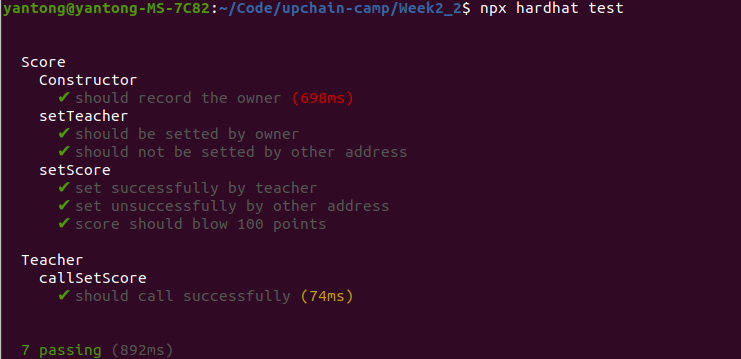 yantong@yantong-MS-7C82:~/Code/upchain-camp/Week2_2$ npx hardhat test
Score
Constructor
✔ should record the owner (698ms)
setTeacher
✔ should be setted by owner
✔ should not be setted by other address
setScore
✔ set successfully by teacher
✔ set unsuccessfully by other address
✔ score should blow 100 points
Teacher
callSetScore
✔ should call successfully (74ms)
7 passing (892ms)